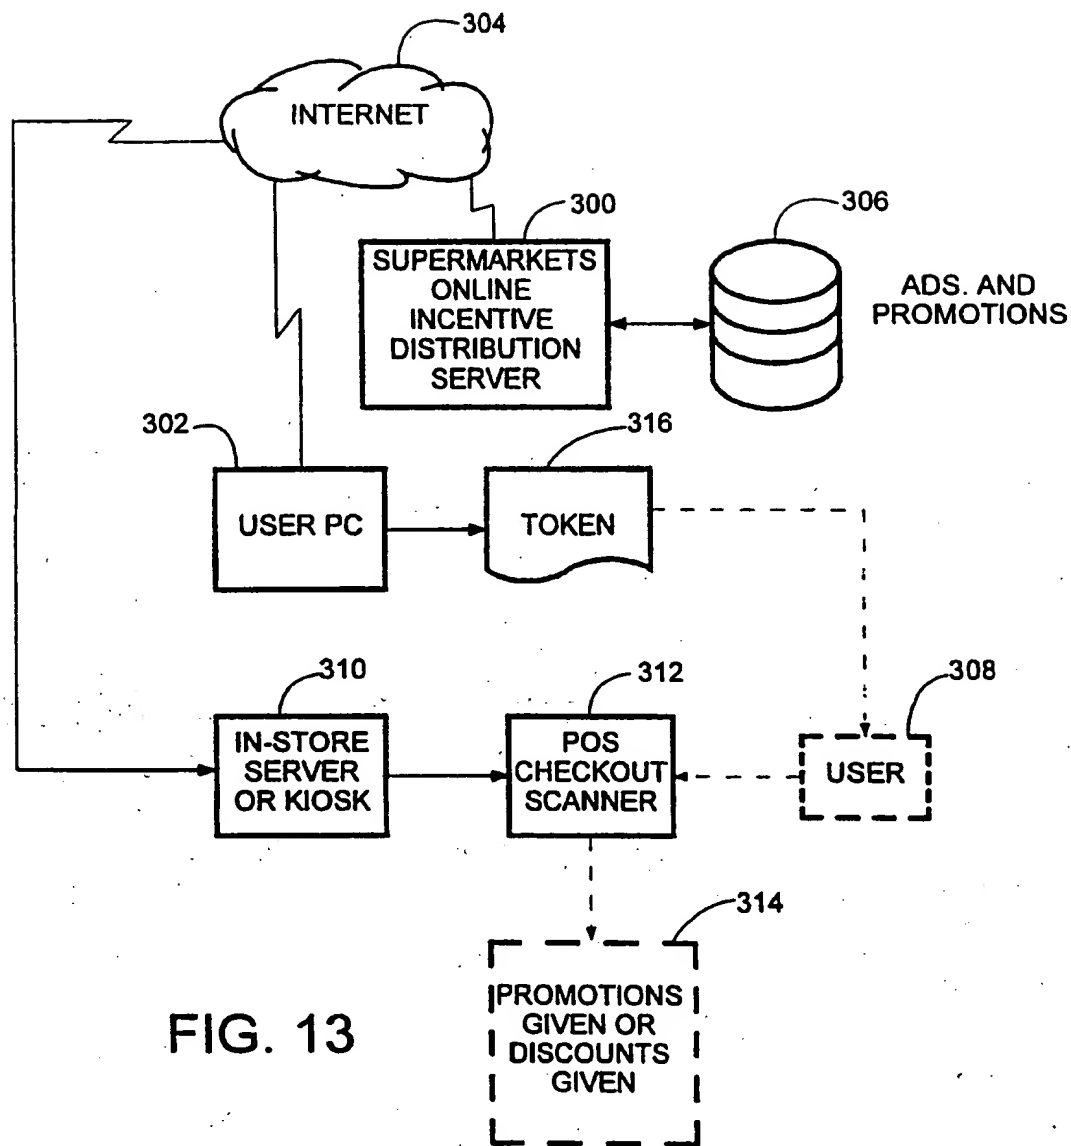 304
INTERNET
300
306
SUPERMARKETS
ONLINE
INCENTIVE
DISTRIBUTION
SERVER
ADS. AND
PROMOTIONS
302
316
USER PC
TOKEN
310
312
308
IN-STORE
SERVER
OR KIOSK
POS
CHECKOUT
SCANNER
USER
314
PROMOTIONS
GIVEN OR
DISCOUNTS
GIVEN
FIG. 13